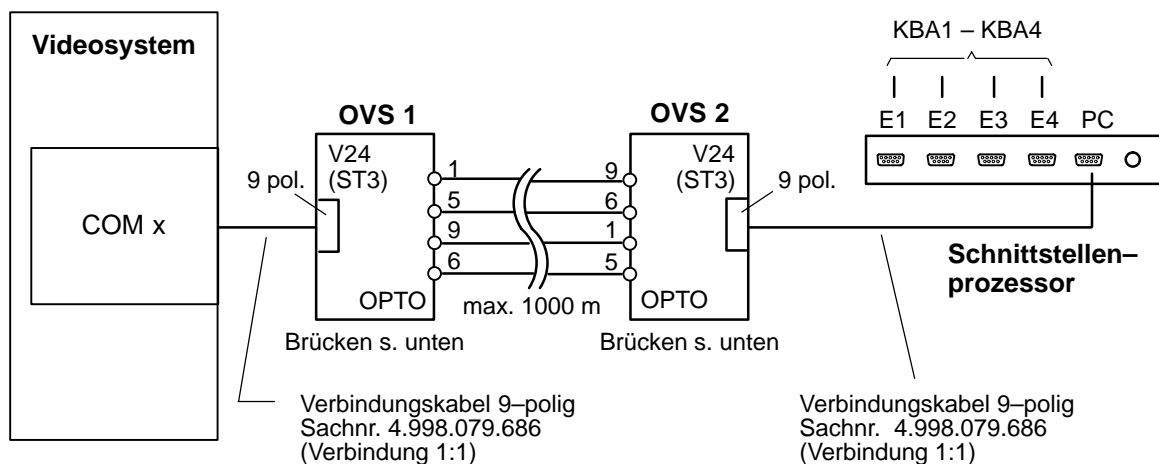 Videosystem
COM x
OVS 1
V24
(ST3)
9 pol.
OPTO
1
5
9
6
max. 1000 m
9
6
1
5
OVS 2
V24
(ST3)
9 pol.
OPTO
Brücken s. unten
Brücken s. unten
KBA1 – KBA4
E1 E2 E3 E4 PC
Schnittstellen–
prozessor
Verbindungskabel 9–polig
Sachnr. 4.998.079.686
(Verbindung 1:1)
Verbindungskabel 9–polig
Sachnr. 4.998.079.686
(Verbindung 1:1)